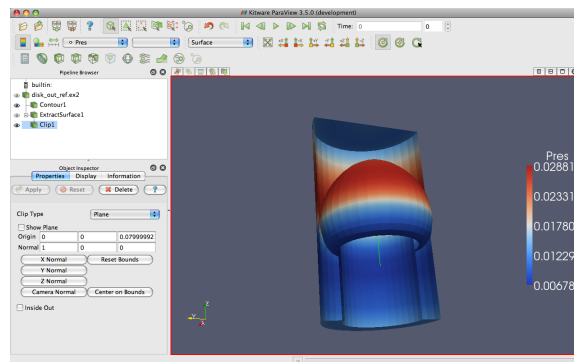 Kitware ParaView 3.5.0 (development)
Time: 0 0
Pres Surface
Pipeline Browser
builtin:
disk_out_ref.ex2
Contour1
ExtractSurface1
Clip1
Object Inspector
Properties Display Information
Apply Reset Delete ?
Clip Type Plane
Show Plane
Origin 0 0 0.07999992
Normal 1 0 0
X Normal Reset Bounds
Y Normal
Z Normal
Camera Normal Center on Bounds
Inside Out
Pres
0.02881
0.02331
0.01780
0.01229
0.00678
Z
Y
X